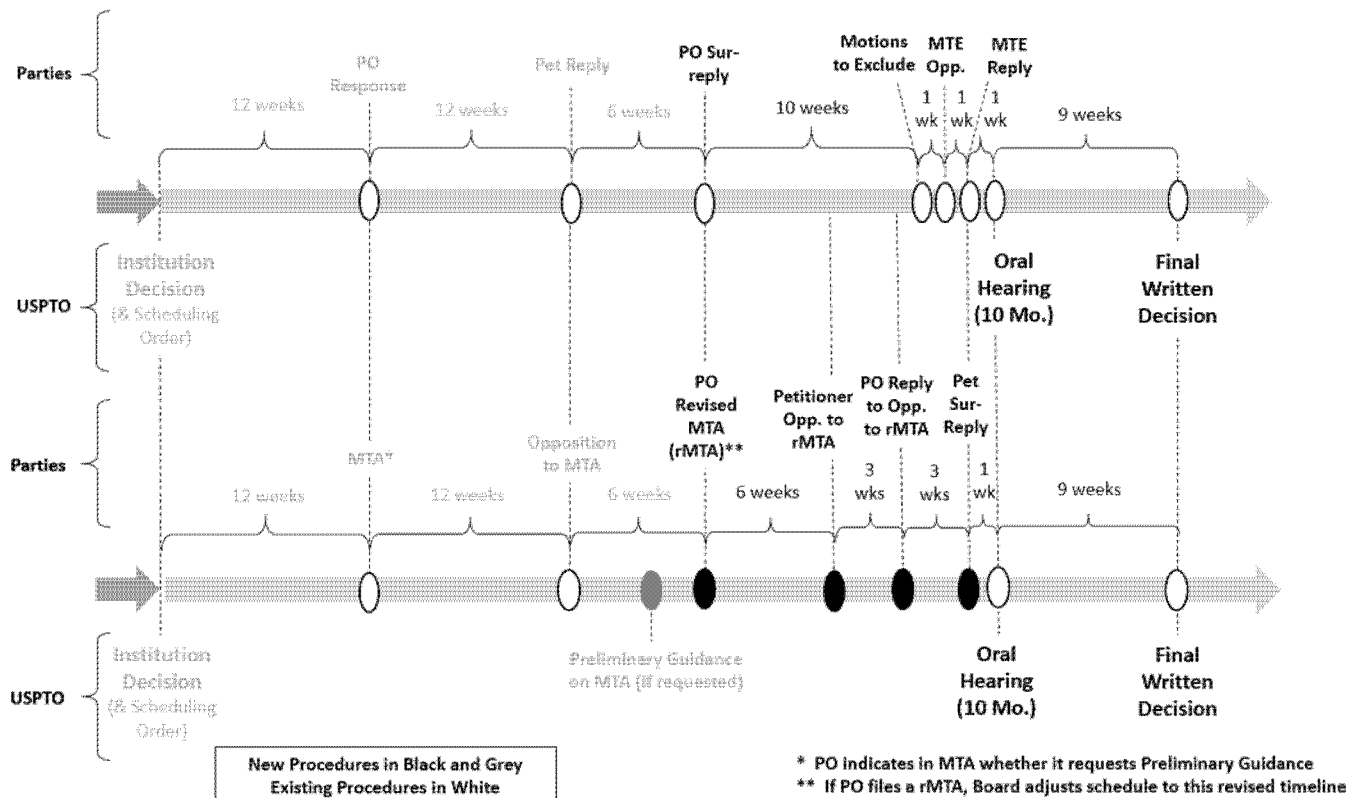 Parties
PO
Response
Pet Reply
PO Sur-
reply
Motions
to Exclude
MTE
Opp.
MTE
Reply
12 weeks
12 weeks
6 weeks
10 weeks
1
wk
1
wk
1
wk
9 weeks
USPTO
Institution
Decision
(& Scheduling
Order)
Oral
Hearing
(10 Mo.)
Final
Written
Decision
Parties
MTA*
Opposition
to MTA
PO
Revised
MTA
(rMTA)**
Petitioner
Opp. to
rMTA
PO Reply
to Opp.
to rMTA
Pet
Sur-
Reply
12 weeks
12 weeks
6 weeks
6 weeks
3
wks
3
wks
1
wk
9 weeks
USPTO
Institution
Decision
(& Scheduling
Order)
Preliminary Guidance
on MTA (if requested)
Oral
Hearing
(10 Mo.)
Final
Written
Decision
New Procedures in Black and Grey
Existing Procedures in White
* PO indicates in MTA whether it requests Preliminary Guidance
** If PO files a rMTA, Board adjusts schedule to this revised timeline